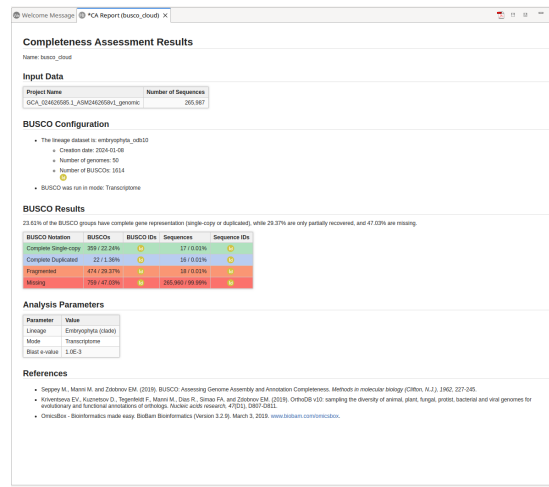 Welcome Message
*CA Report (busco_cloud)
Completeness Assessment Results
Name: busco_cloud
Input Data
Project Name Number of Sequences
GCA_024626585.1_ASM2462658v1_genomic 265,987
BUSCO Configuration
The lineage dataset is: embryophyta_odb10
Creation date: 2024-01-08
Number of genomes: 50
Number of BUSCOs: 1614
BUSCO was run in mode: Transcriptome
BUSCO Results
23.61% of the BUSCO groups have complete gene representation (single-copy or duplicated), while 29.37% are only partially recovered, and 47.03% are missing.
BUSCO Notation BUSCOs BUSCO IDs Sequences Sequence IDs
Complete Single-copy 359 / 22.24% 17 / 0.01%
Complete Duplicated 22 / 1.36% 16 / 0.01%
Fragmented 474 / 29.37% 18 / 0.01%
Missing 759 / 47.03% 265,960 / 99.99%
Analysis Parameters
Parameter Value
Lineage Embryophyta (clade)
Mode Transcriptome
Blast e-value 1.0E-3
References
Seppey M., Manni M. and Zdobnov EM. (2019). BUSCO: Assessing Genome Assembly and Annotation Completeness. Methods in molecular biology (Clifton, N.J.), 1962, 227-245.
Kriventseva EV., Kuznetsov D., Tegenfeldt F., Manni M., Dias R., Simao FA. and Zdobnov EM. (2019). OrthoDB v10: sampling the diversity of animal, plant, fungal, protist, bacterial and viral genomes for
evolutionary and functional annotations of orthologs. Nucleic acids research, 47(D1), D807-D811.
OmicsBox - Bioinformatics made easy. BioBam Bioinformatics (Version 3.2.9). March 3, 2019. www.biobam.com/omicsbox.